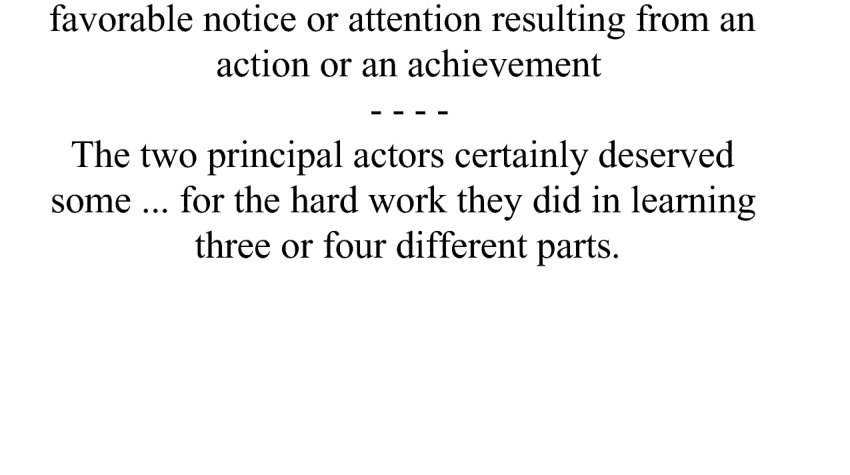 favorable notice or attention resulting from an
action or an achievement
- - - -
The two principal actors certainly deserved
some ... for the hard work they did in learning
three or four different parts.